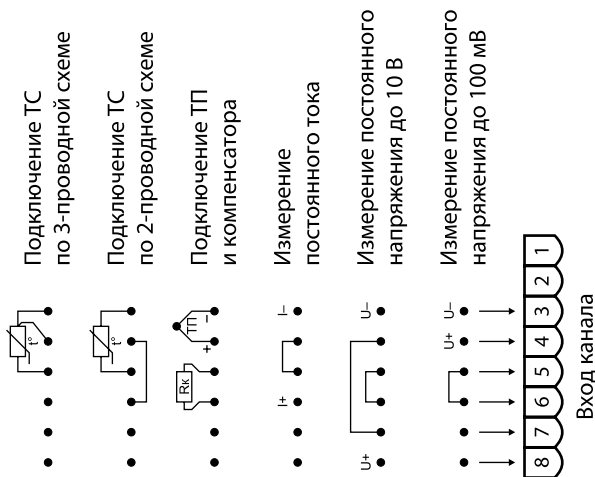 Подключение ТС
по 3-проводной схеме
t°
Подключение ТС
по 2-проводной схеме
t°
Подключение ТП
и компенсатора
ТП
–
+
Rк
Измерение
постоянного тока
I–
I+
Измерение постоянного
напряжения до 10 В
U–
U+
Измерение постоянного
напряжения до 100 мВ
U–
U+
1
2
3
4
5
6
7
8
Вход канала